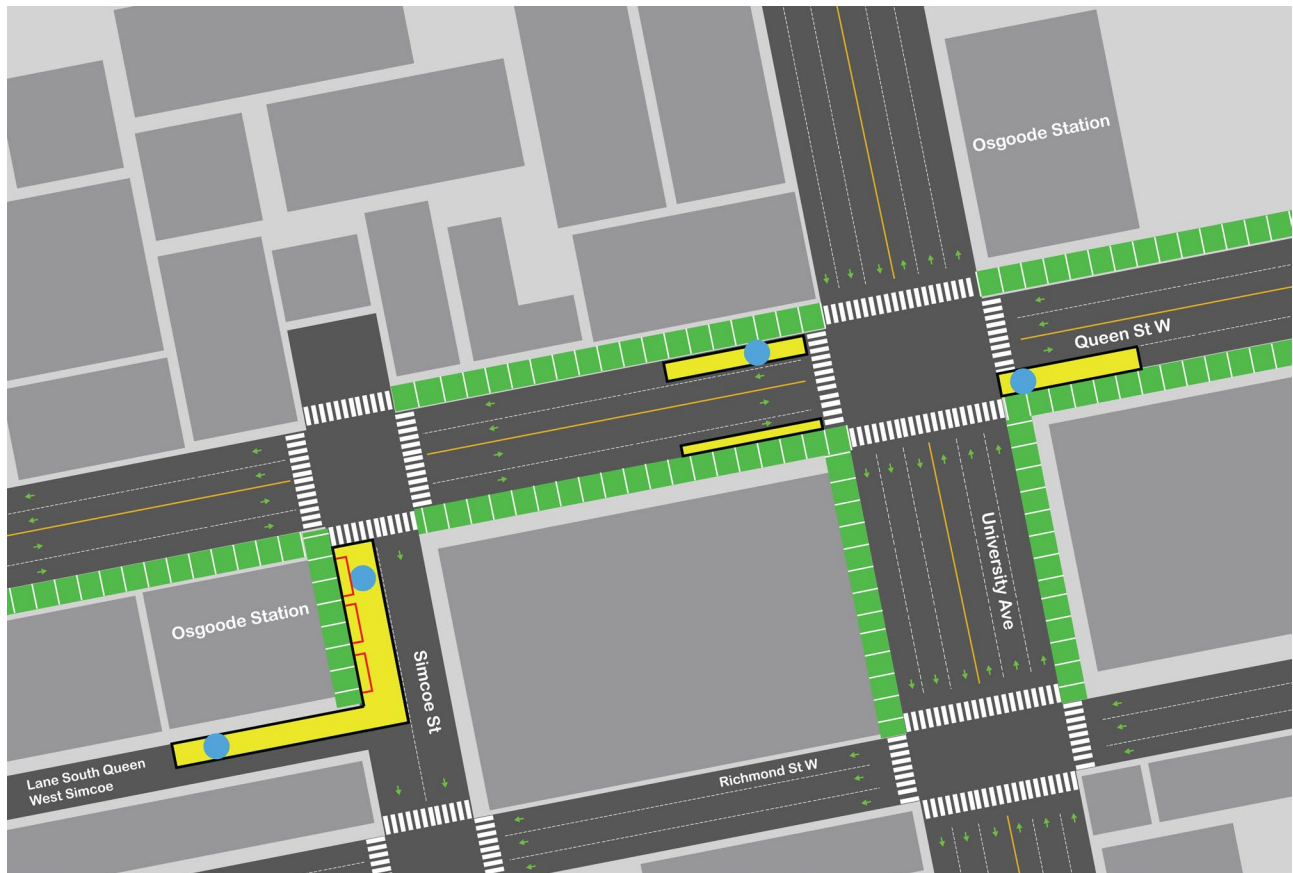 Osgoode Station
Queen St W
University Ave
Osgoode Station
Simcoe St
Lane South Queen
West Simcoe
Richmond St W